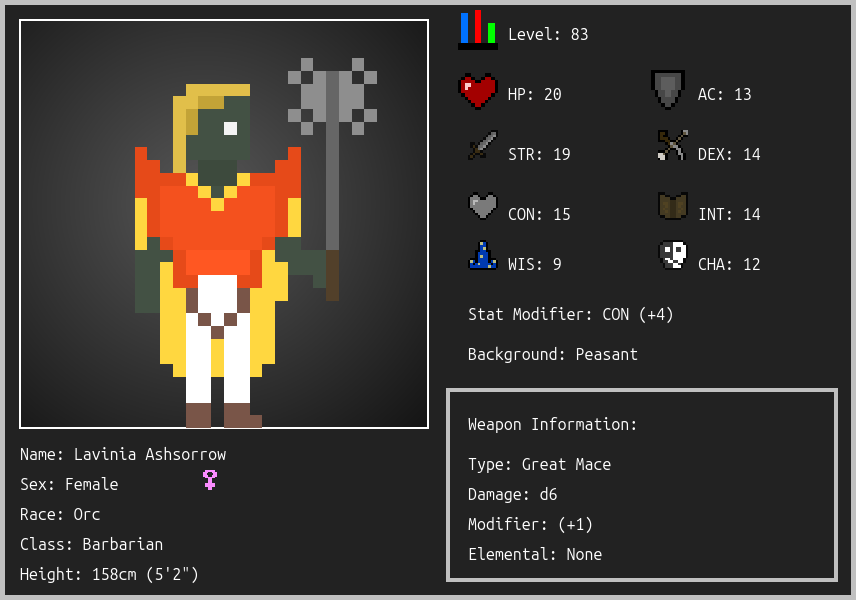 Level: 83
HP: 20
AC: 13
STR: 19
DEX: 14
CON: 15
INT: 14
WIS: 9
CHA: 12
Stat Modifier: CON (+4)
Background: Peasant
Weapon Information:
Type: Great Mace
Damage: d6
Modifier: (+1)
Elemental: None
Name: Lavinia Ashsorrow
Sex: Female
Race: Orc
Class: Barbarian
Height: 158cm (5'2")